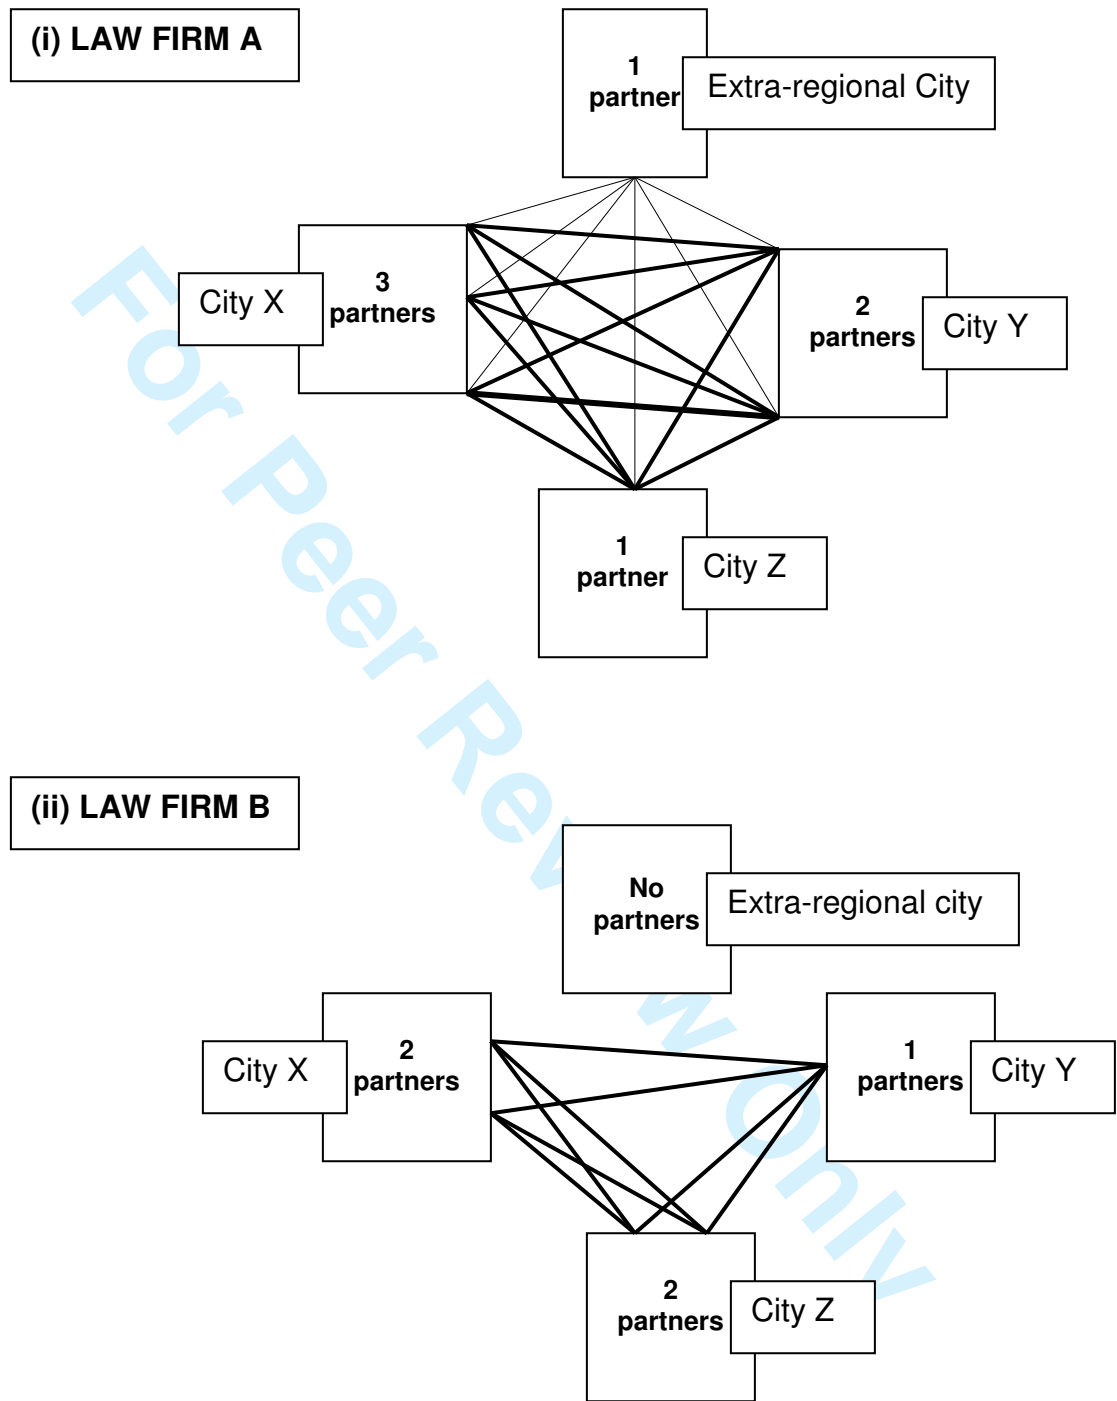 (i) LAW FIRM A
1
partner
Extra-regional City
3
partners
City X
2
partners
City Y
1
partner
City Z
(ii) LAW FIRM B
No
partners
Extra-regional city
2
partners
City X
1
partners
City Y
2
partners
City Z
For Peer Review Only